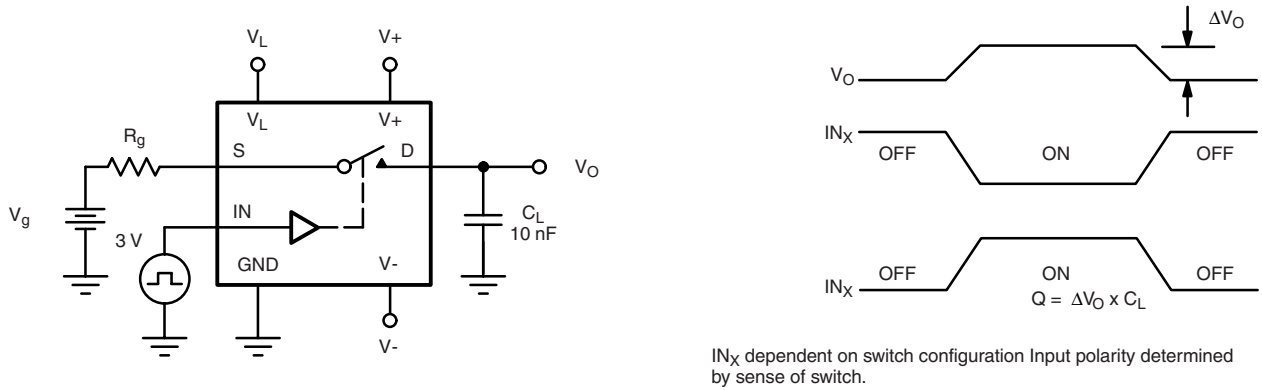 V_L V+
V_L V+
R_g
S D
V_O
V_g
IN
3 V
C_L
10 nF
GND V-
V-
ΔV_O
V_O
IN_X
OFF ON OFF
OFF ON OFF
IN_X
Q = ΔV_O x C_L
IN_X dependent on switch configuration Input polarity determined
by sense of switch.